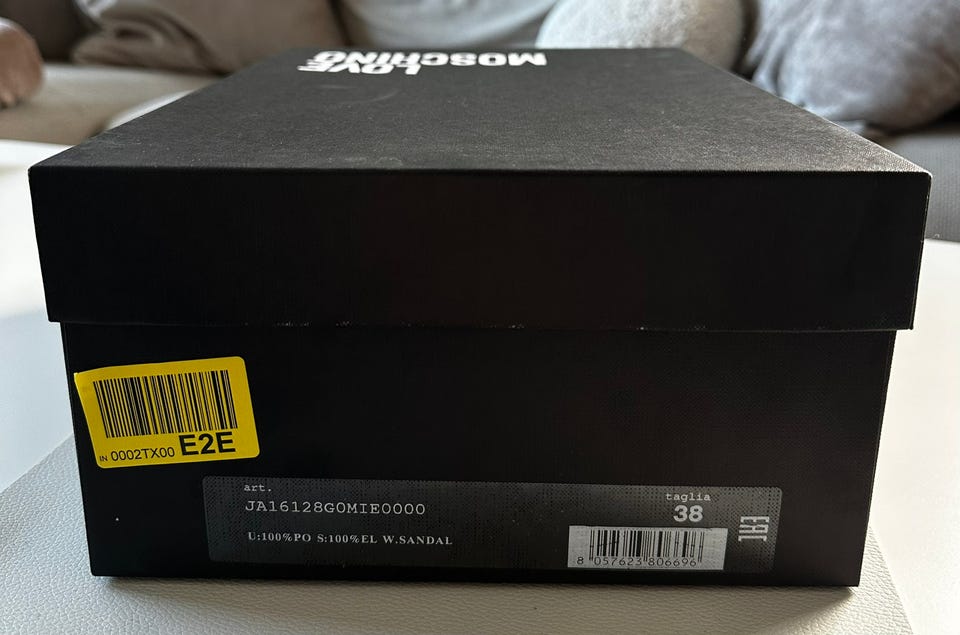 LOVE
MOSCHINO
IN 0002TX00 E2E
art.
JA16128G0MIE0000
taglia
38
U:100%PO S:100%EL W.SANDAL
8 057623 806696
EAC